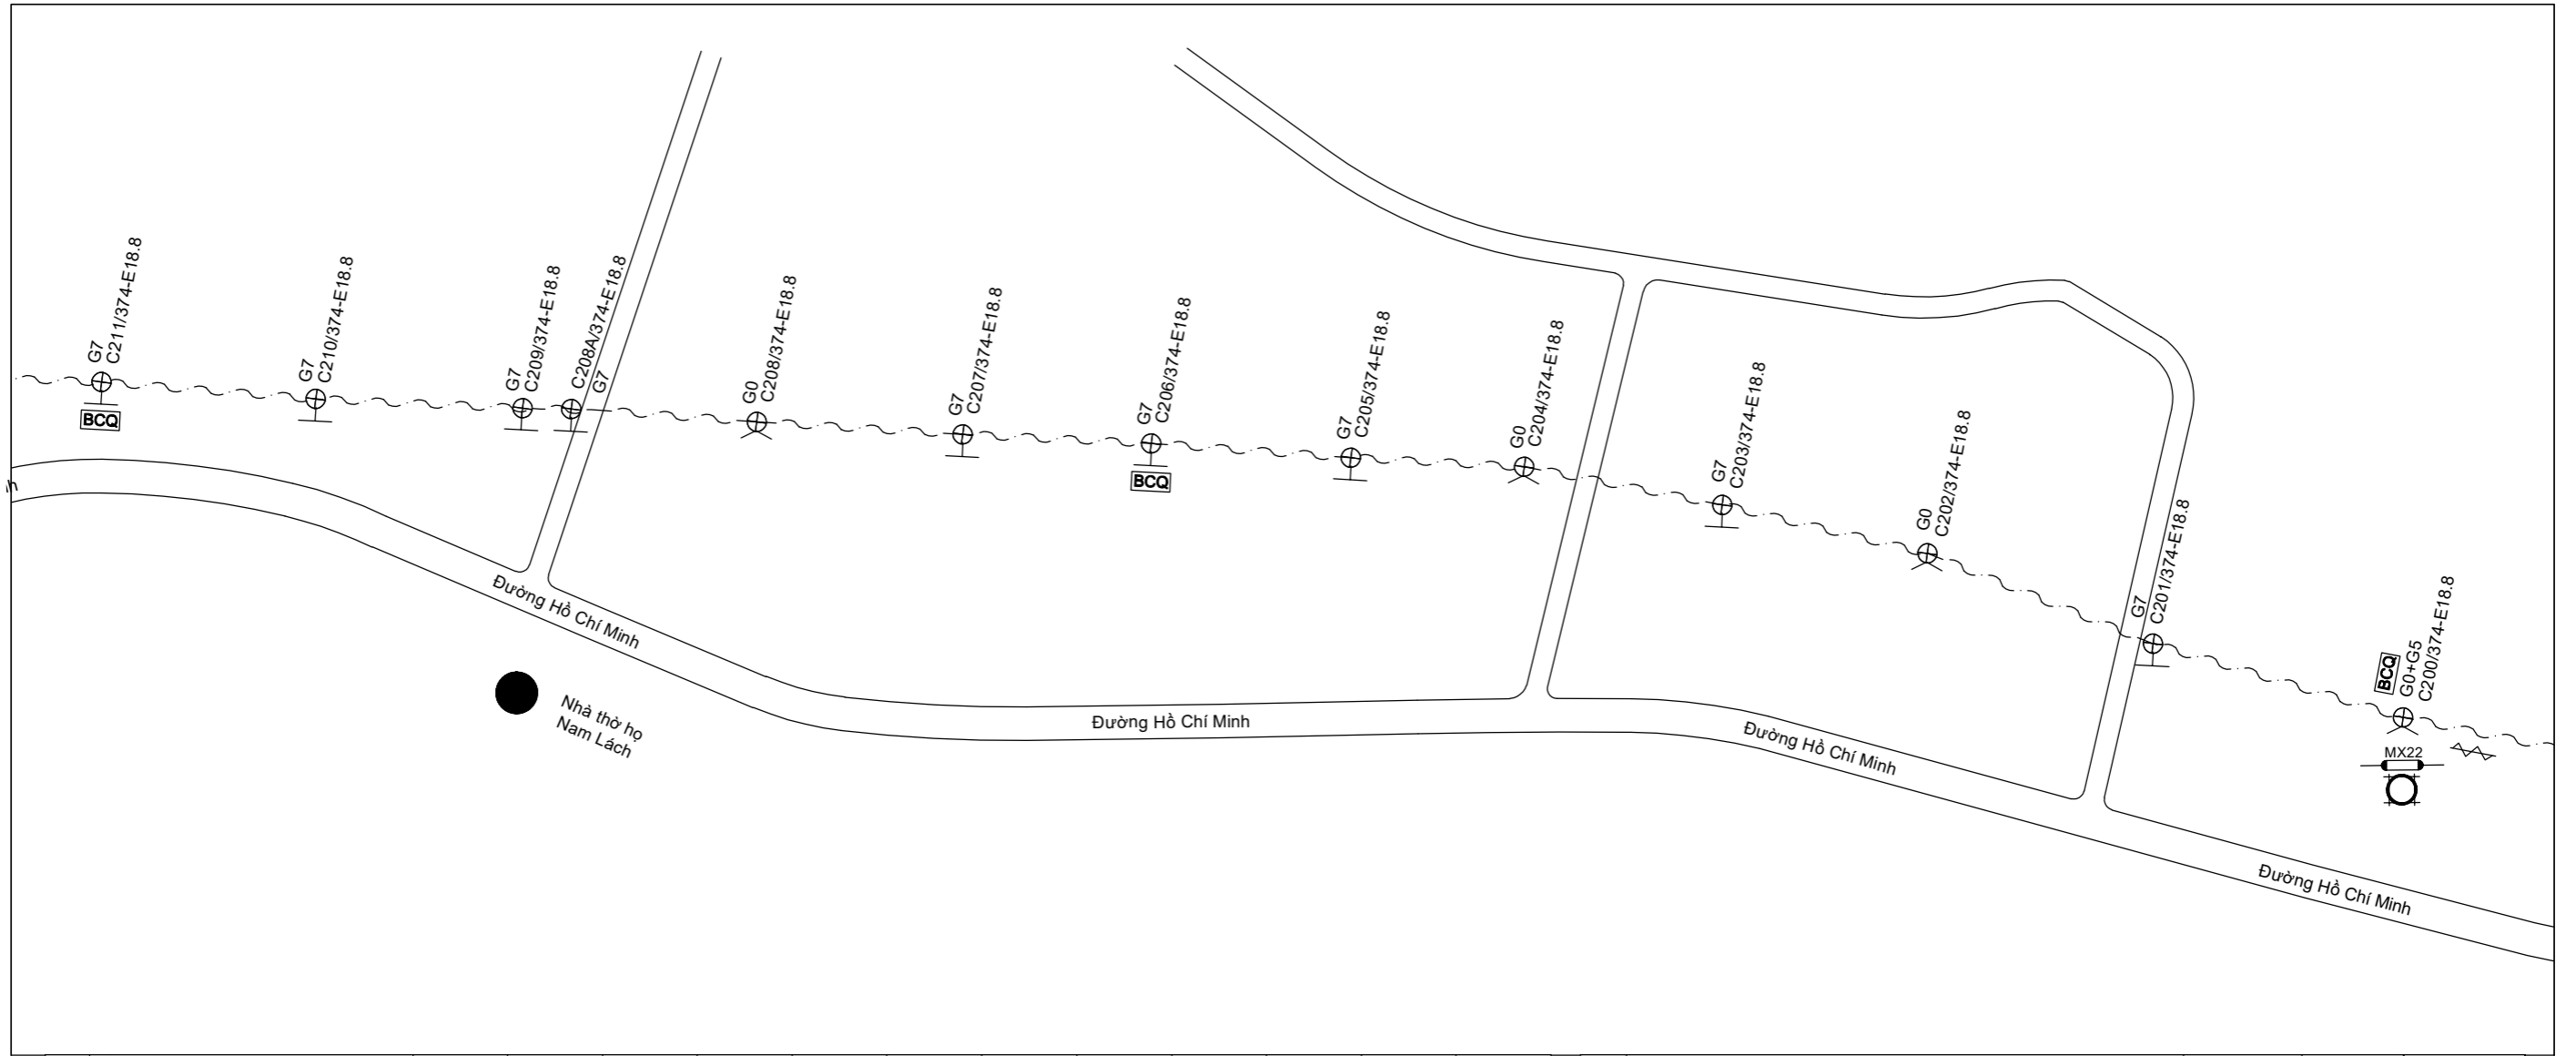 G7
C211/374-E18.8
BCQ
G7
C210/374-E18.8
G7
C209/374-E18.8
C208A/374-E18.8
G7
G0
C208/374-E18.8
G7
C207/374-E18.8
G7
C206/374-E18.8
BCQ
G7
C205/374-E18.8
G0
C204/374-E18.8
G7
C203/374-E18.8
G0
C202/374-E18.8
G7
C201/374-E18.8
BCQ
G0+G5
C200/374-E18.8
MX22
Đường Hồ Chí Minh
Nhà thờ họ
Nam Lách
Đường Hồ Chí Minh
Đường Hồ Chí Minh
Đường Hồ Chí Minh